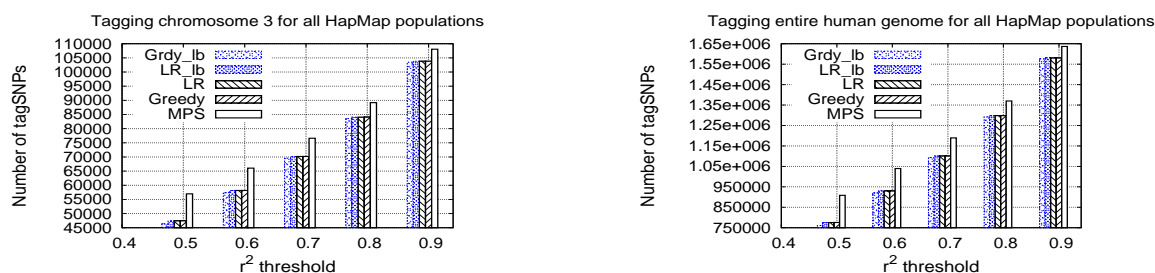 Tagging chromosome 3 for all HapMap populations
Number of tagSNPs
110000
105000
100000
95000
90000
85000
80000
75000
70000
65000
60000
55000
50000
45000
Grdy_lb
LR_lb
LR
Greedy
MPS
0.4 0.5 0.6 0.7 0.8 0.9
r² threshold
Tagging entire human genome for all HapMap populations
Number of tagSNPs
1.65e+006
1.55e+006
1.45e+006
1.35e+006
1.25e+006
1.15e+006
1.05e+006
950000
850000
750000
Grdy_lb
LR_lb
LR
Greedy
MPS
0.4 0.5 0.6 0.7 0.8 0.9
r² threshold